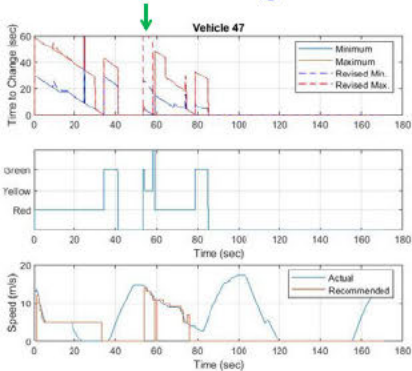 Vehicle 47
Time to Change (sec)
60
40
20
0
Minimum
Maximum
Revised Min.
Revised Max.
0 20 40 60 80 100 120 140 160 180
Green
Yellow
Red
0 20 40 60 80 100 120 140 160 180
Time (sec)
Speed (m/s)
20
10
0
Actual
Recommended
0 20 40 60 80 100 120 140 160 180
Time (sec)